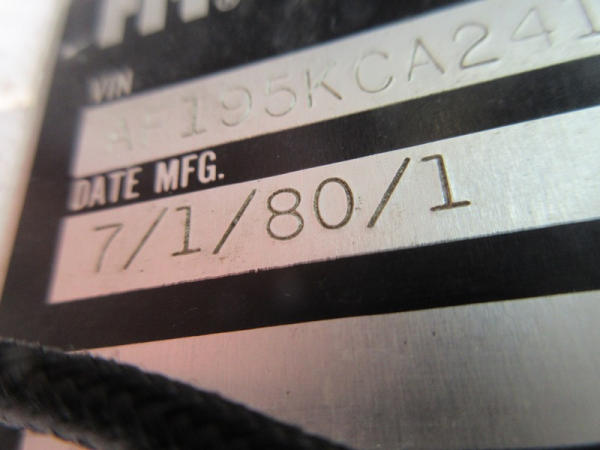 VIN
AF195KCA241
DATE MFG.
7/1/80/1